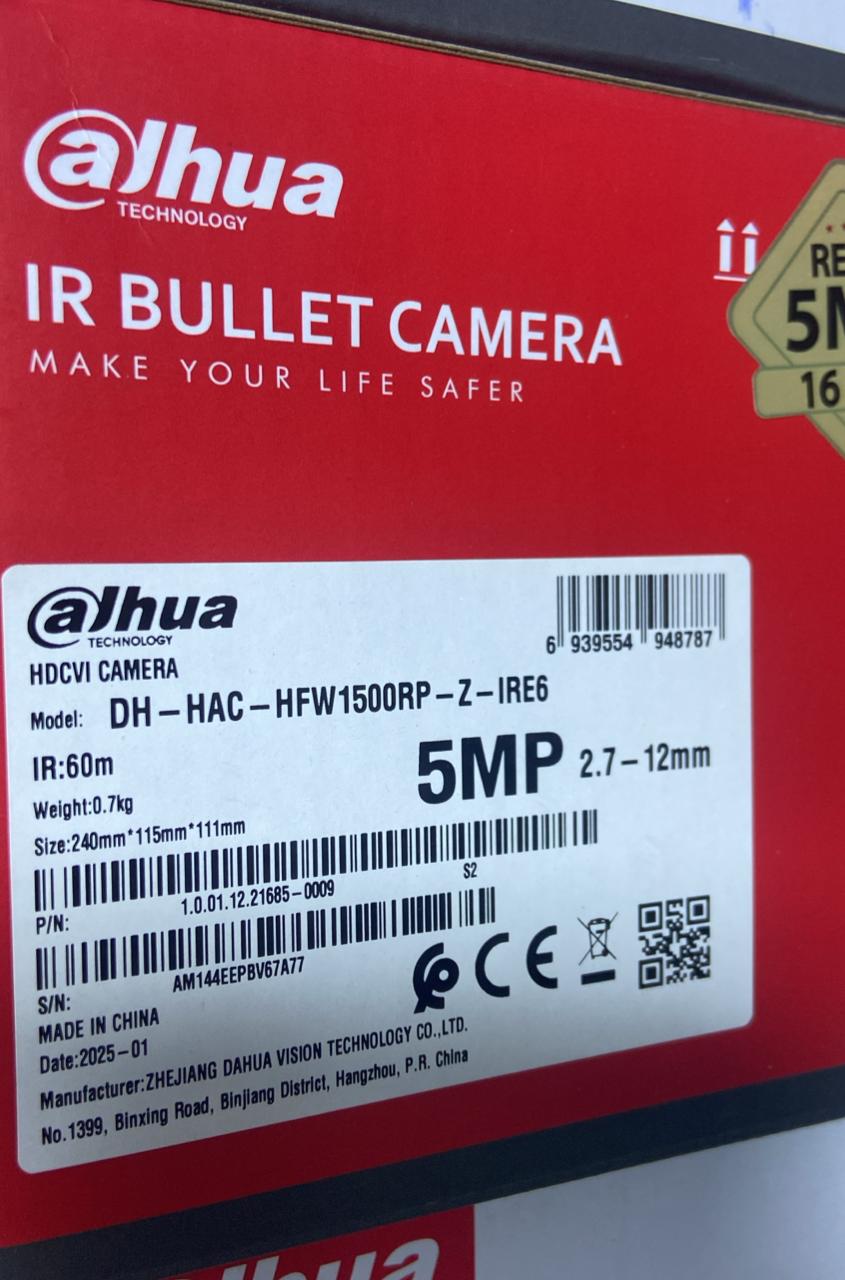 alhua
TECHNOLOGY
IR BULLET CAMERA
MAKE YOUR LIFE SAFER
5M
16
alhua
TECHNOLOGY
HDCVI CAMERA
6 939554 948787
Model: DH-HAC-HFW1500RP-Z-IRE6
IR:60m
5MP 2.7-12mm
Weight:0.7kg
Size:240mm*115mm*111mm
P/N: 1.0.01.12.21685-0009
S2
S/N: AM144EEPBV67A77
CE
MADE IN CHINA
Date:2025-01
Manufacturer:ZHEJIANG DAHUA VISION TECHNOLOGY CO.,LTD.
No.1399, Binxing Road, Binjiang District, Hangzhou, P.R. China